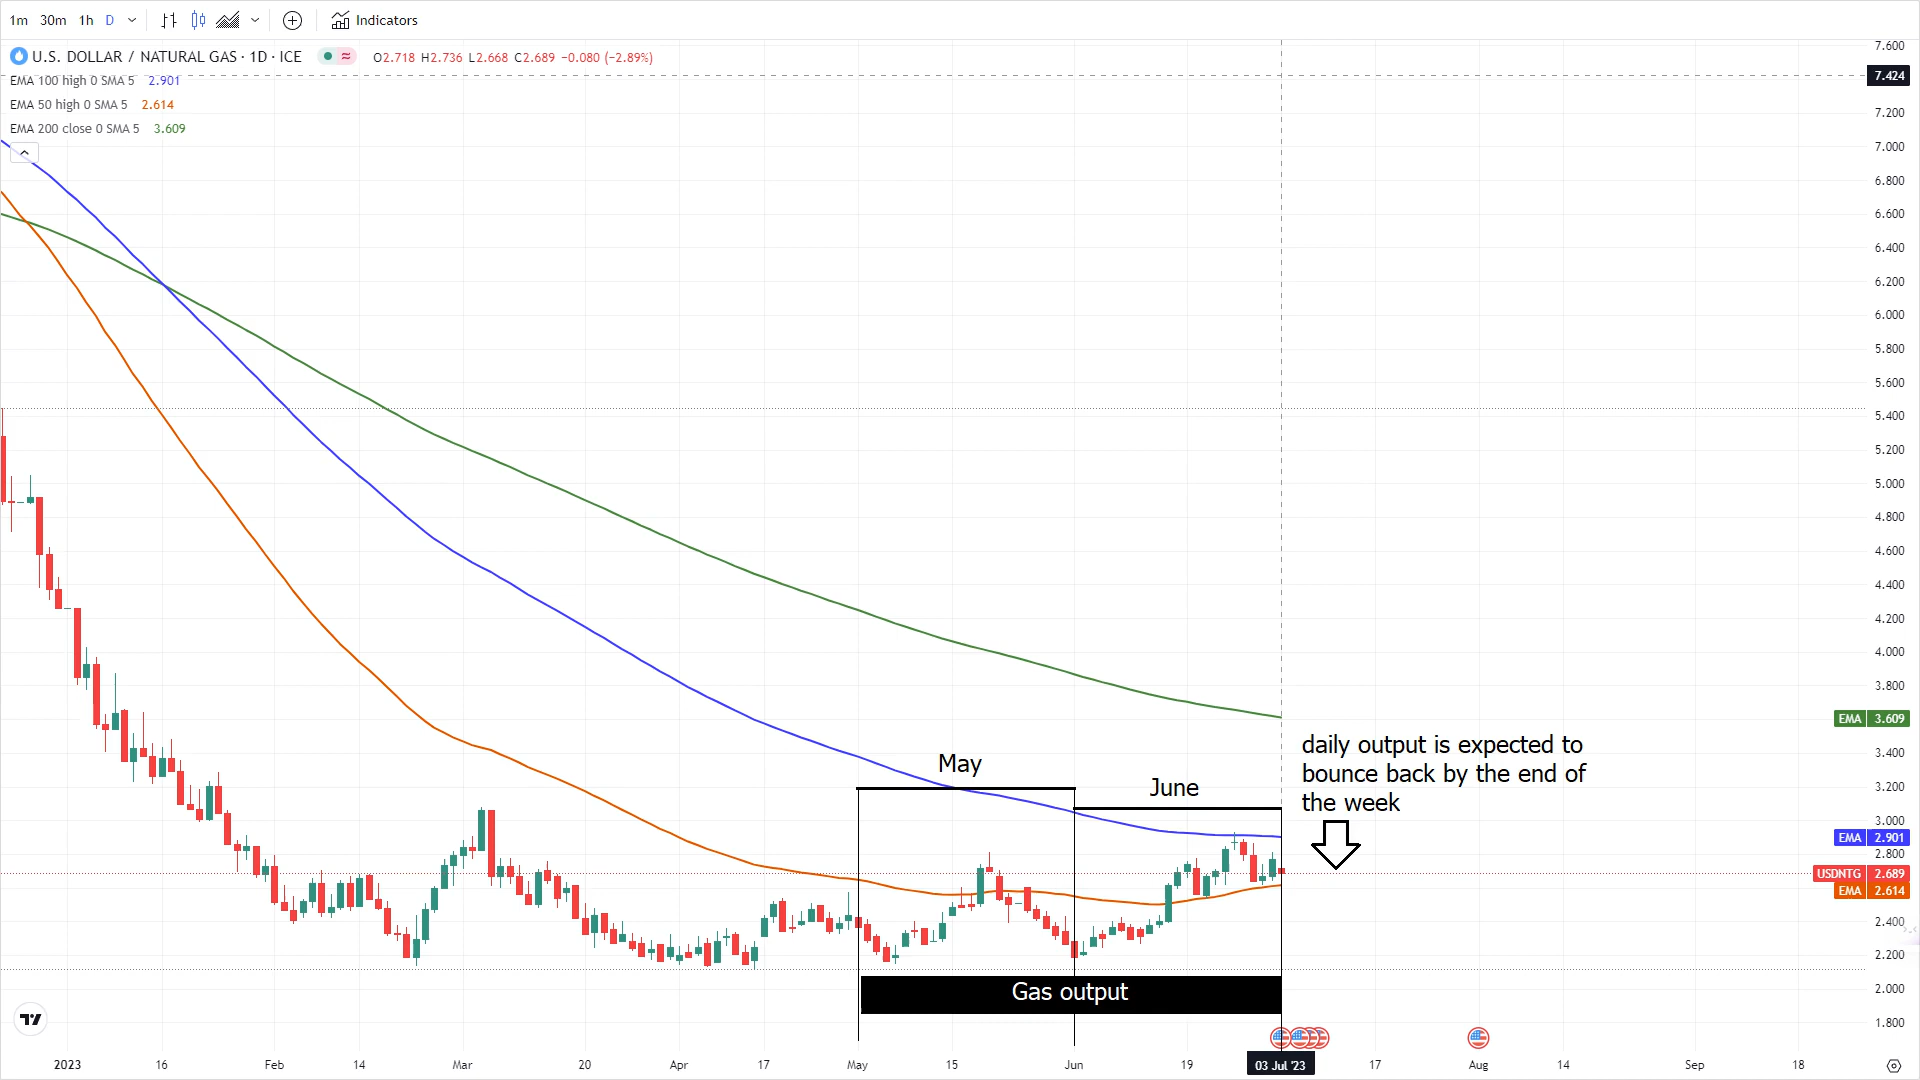 1m 30m 1h D Indicators
U.S. DOLLAR / NATURAL GAS · 1D · ICE O2.718 H2.736 L2.668 C2.689 −0.080 (−2.89%)
EMA 100 high 0 SMA 5 2.901
EMA 50 high 0 SMA 5 2.614
EMA 200 close 0 SMA 5 3.609
7.600
7.424
7.200
7.000
6.800
6.600
6.400
6.200
6.000
5.800
5.600
5.400
5.200
5.000
4.800
4.600
4.400
4.200
4.000
3.800
EMA 3.609
3.400
3.200
3.000
EMA 2.901
2.800
USDNTG 2.689
EMA 2.614
2.400
2.200
2.000
1.800
May
June
daily output is expected to
bounce back by the end of
the week
Gas output
2023 16 Feb 14 Mar 20 Apr 17 May 15 Jun 19 03 Jul '23 17 Aug 14 Sep 18